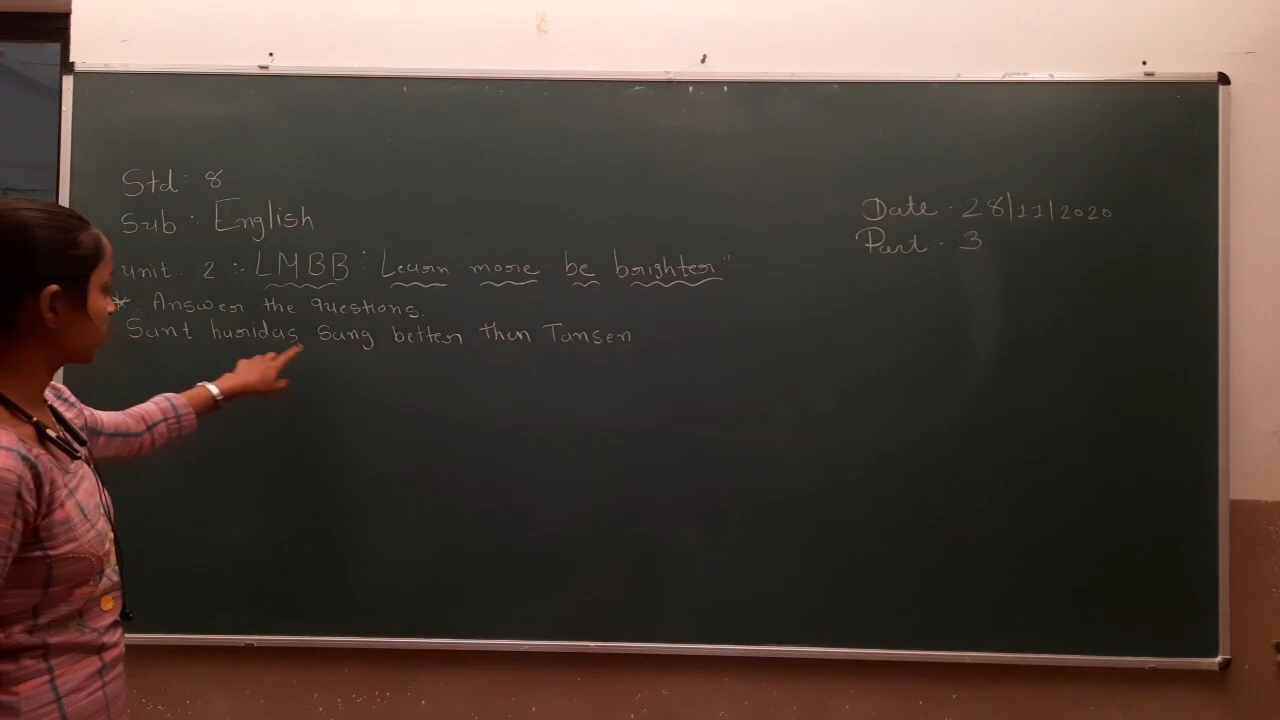 Std : 8
Sub : English
unit : 2 :- LMBB : Learn more be brighter"
* Answer the questions.
Sant haridas Sang better then Tansen
Date : 28/11/2020
Part : 3